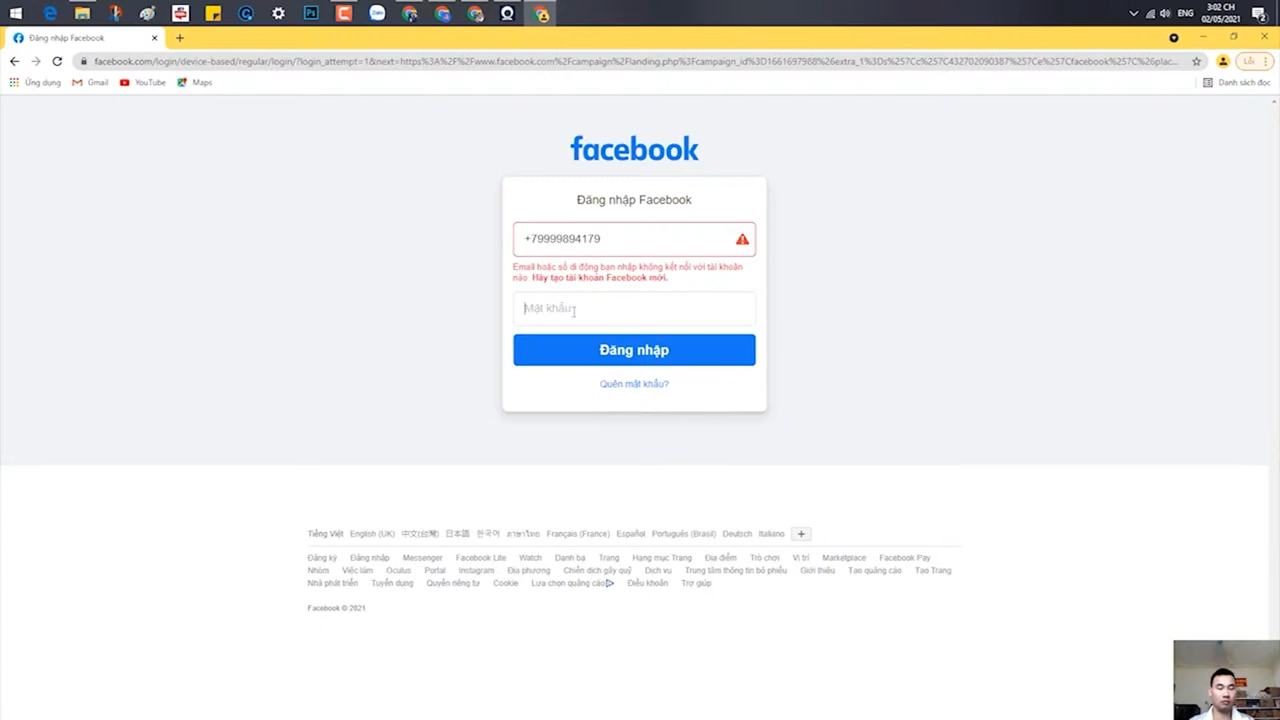 3:02 CH
ENG
02/05/2021
Đăng nhập Facebook
facebook.com/login/device-based/regular/login/?login_attempt=1&next=https%3A%2F%2Fwww.facebook.com%2Fcampaign%2Flanding.php%3Fcampaign_id%3D1661697988%26extra_1%3Ds%257Cc%257C432702090387%257Ce%257Cfacebook%257C%26plac...
Lỗi
Ứng dụng Gmail YouTube Maps Danh sách đọc
facebook
Đăng nhập Facebook
+79999894179
Email hoặc số di động bạn nhập không kết nối với tài khoản
nào. Hãy tạo tài khoản Facebook mới.
Mật khẩu
Đăng nhập
Quên mật khẩu?
Tiếng Việt English (UK) 中文(台灣) 日本語 한국어 ภาษาไทย Français (France) Español Português (Brasil) Deutsch Italiano +
Đăng ký Đăng nhập Messenger Facebook Lite Watch Danh bạ Trang Hạng mục Trang Địa điểm Trò chơi Vị trí Marketplace Facebook Pay
Nhóm Việc làm Oculus Portal Instagram Địa phương Chiến dịch gây quỹ Dịch vụ Trung tâm thông tin bỏ phiếu Giới thiệu Tạo quảng cáo Tạo Trang
Nhà phát triển Tuyển dụng Quyền riêng tư Cookie Lựa chọn quảng cáo Điều khoản Trợ giúp
Facebook © 2021